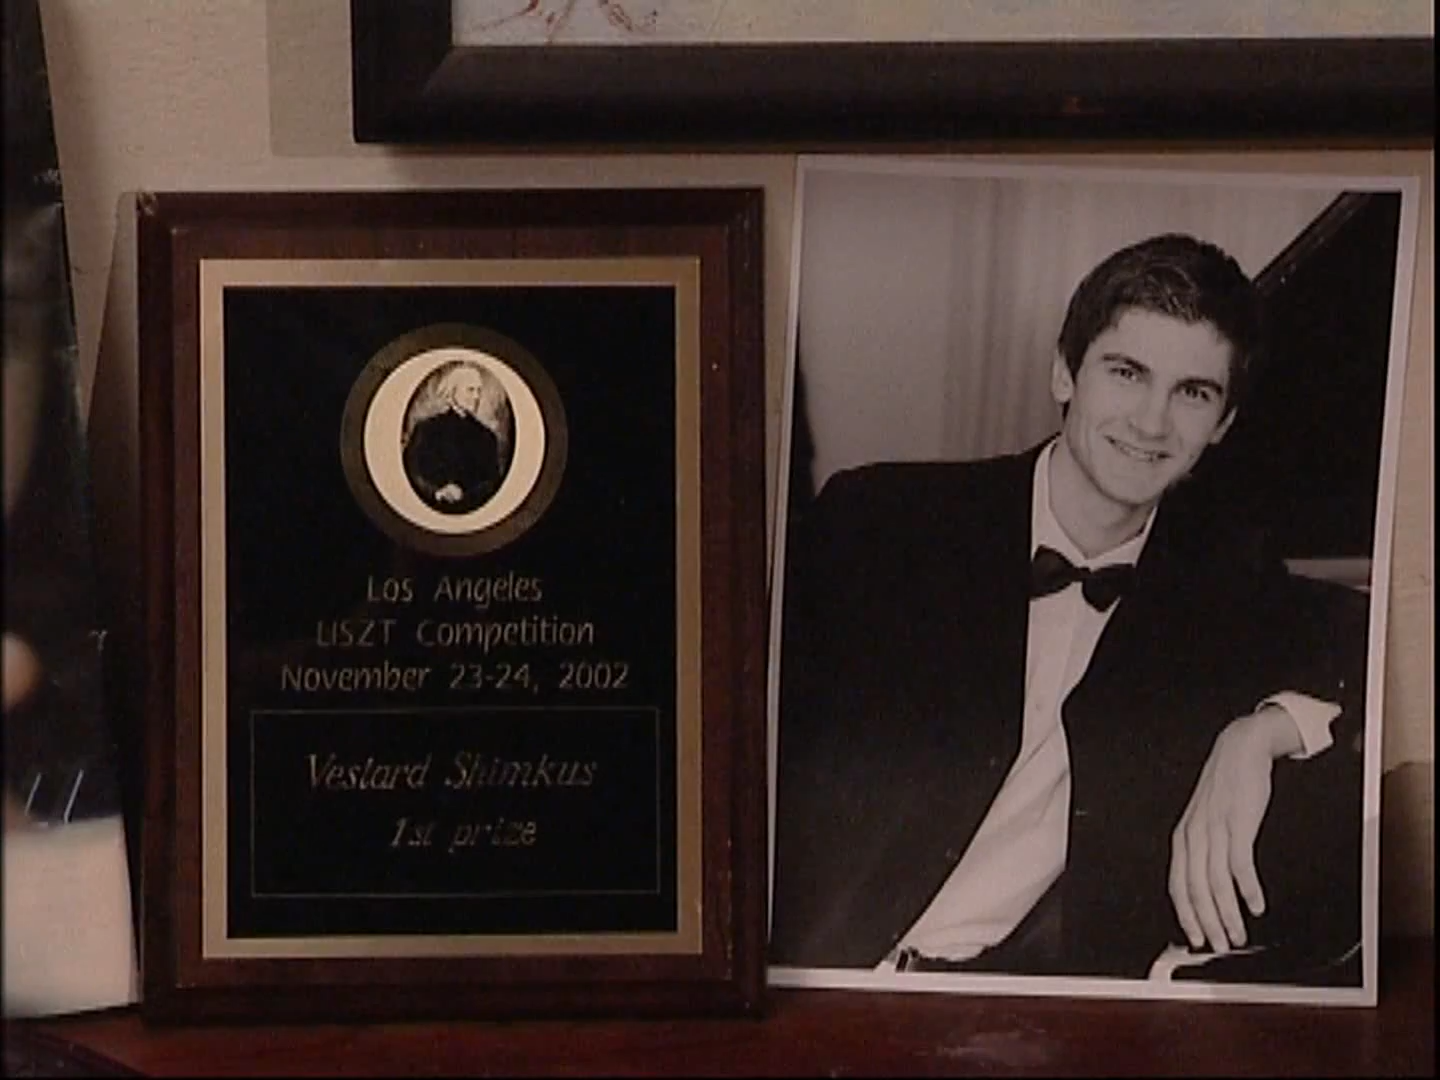 Los Angeles
LISZT Competition
November 23-24, 2002
Vestard Shimkus
1st prize